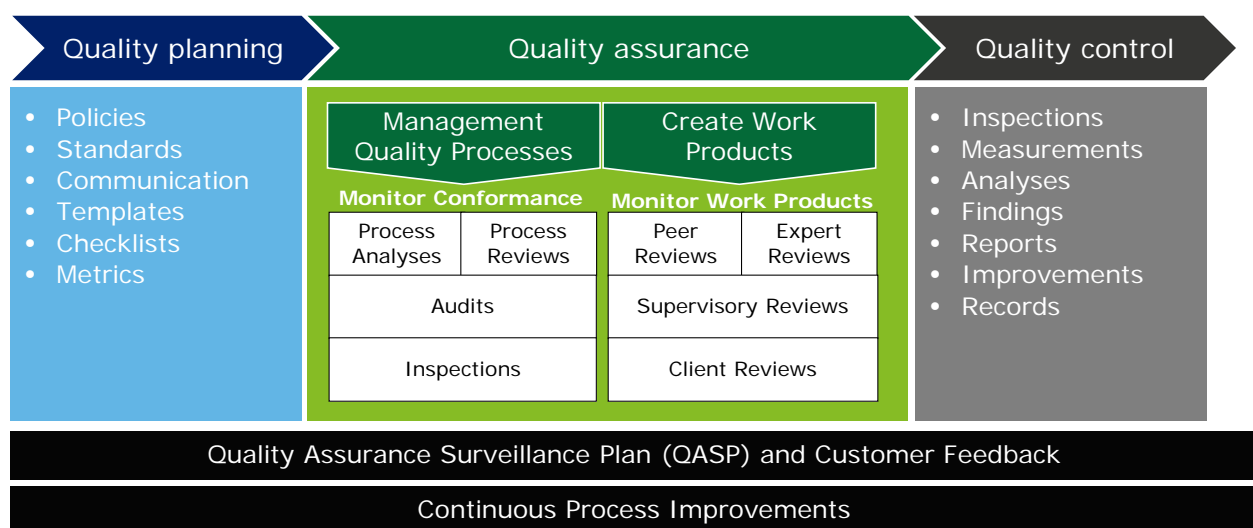 Quality planning
Quality assurance
Quality control
• Policies
• Standards
• Communication
• Templates
• Checklists
• Metrics
Management
Quality Processes
Create Work
Products
Monitor Conformance
Monitor Work Products
Process
Analyses
Process
Reviews
Peer
Reviews
Expert
Reviews
Audits
Supervisory Reviews
Inspections
Client Reviews
• Inspections
• Measurements
• Analyses
• Findings
• Reports
• Improvements
• Records
Quality Assurance Surveillance Plan (QASP) and Customer Feedback
Continuous Process Improvements